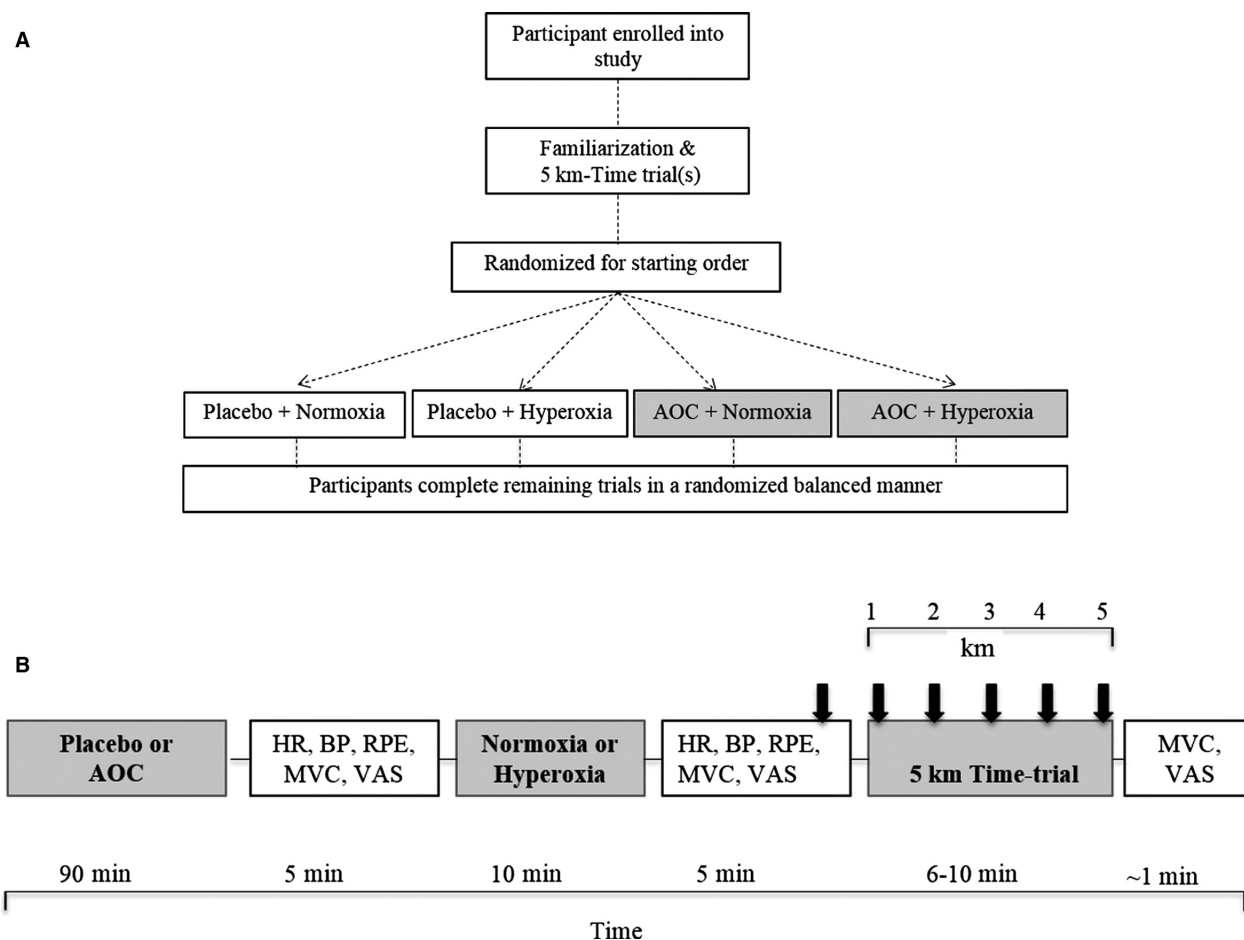 A
Participant enrolled into
study
Familiarization &
5 km-Time trial(s)
Randomized for starting order
Placebo + Normoxia
Placebo + Hyperoxia
AOC + Normoxia
AOC + Hyperoxia
Participants complete remaining trials in a randomized balanced manner
B
1 2 3 4 5
km
Placebo or
AOC
HR, BP, RPE,
MVC, VAS
Normoxia or
Hyperoxia
HR, BP, RPE,
MVC, VAS
5 km Time-trial
MVC,
VAS
90 min
5 min
10 min
5 min
6-10 min
~1 min
Time